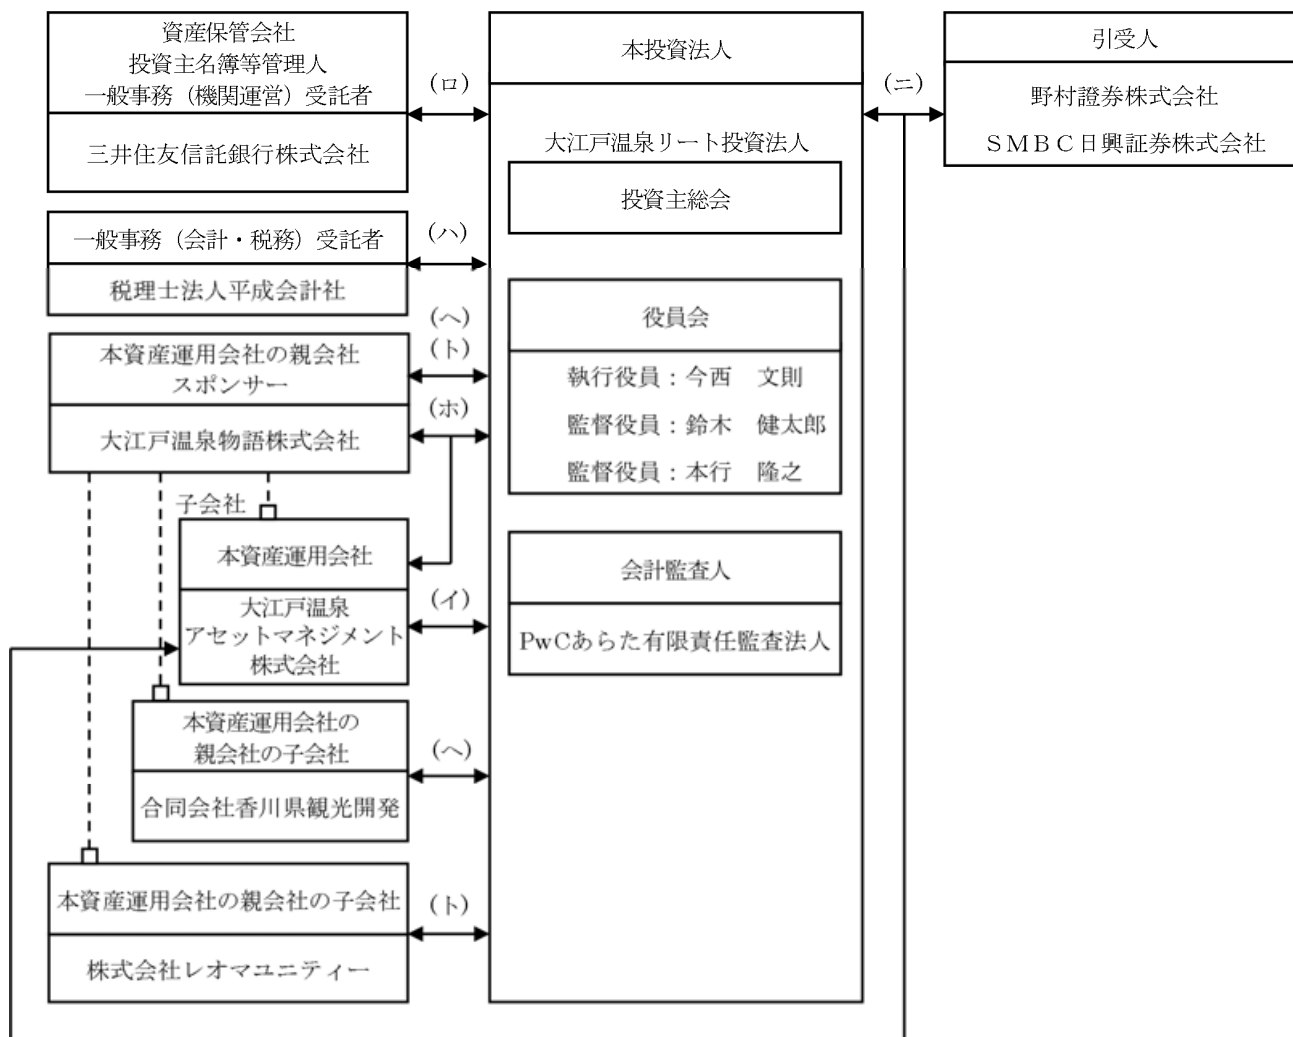 資産保管会社
投資主名簿等管理人
一般事務（機関運営）受託者
三井住友信託銀行株式会社
（ロ）
一般事務（会計・税務）受託者
税理士法人平成会計社
（ハ）
（ヘ）
（ト）
本資産運用会社の親会社
スポンサー
大江戸温泉物語株式会社
（ホ）
子会社
本資産運用会社
大江戸温泉
アセットマネジメント
株式会社
（イ）
本資産運用会社の
親会社の子会社
合同会社香川県観光開発
（ヘ）
本資産運用会社の親会社の子会社
株式会社レオマユニティー
（ト）
本投資法人
大江戸温泉リート投資法人
投資主総会
役員会
執行役員：今西　文則
監督役員：鈴木　健太郎
監督役員：本行　隆之
会計監査人
PwCあらた有限責任監査法人
（ニ）
引受人
野村證券株式会社
ＳＭＢＣ日興証券株式会社